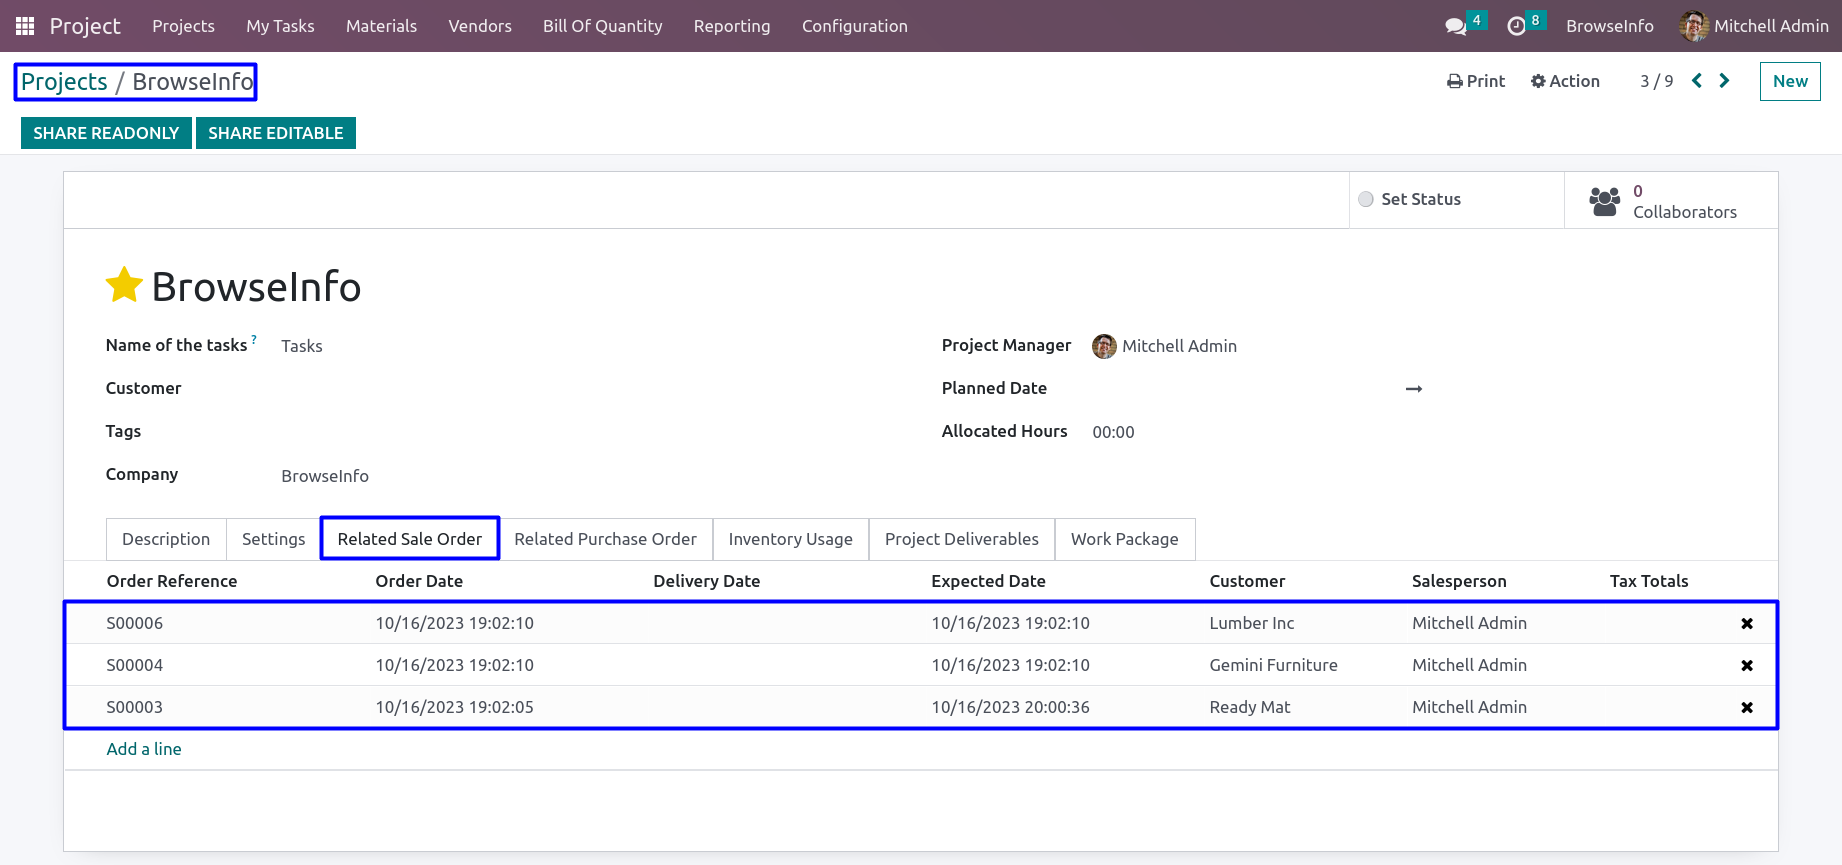 Project Projects My Tasks Materials Vendors Bill Of Quantity Reporting Configuration 4 8 BrowseInfo Mitchell Admin
Projects / BrowseInfo Print Action 3 / 9 New
SHARE READONLY SHARE EDITABLE
Set Status 0 Collaborators
BrowseInfo
Name of the tasks ? Tasks Project Manager Mitchell Admin
Customer Planned Date
Tags Allocated Hours 00:00
Company BrowseInfo
Description Settings Related Sale Order Related Purchase Order Inventory Usage Project Deliverables Work Package
Order Reference Order Date Delivery Date Expected Date Customer Salesperson Tax Totals
S00006 10/16/2023 19:02:10 10/16/2023 19:02:10 Lumber Inc Mitchell Admin
S00004 10/16/2023 19:02:10 10/16/2023 19:02:10 Gemini Furniture Mitchell Admin
S00003 10/16/2023 19:02:05 10/16/2023 20:00:36 Ready Mat Mitchell Admin
Add a line